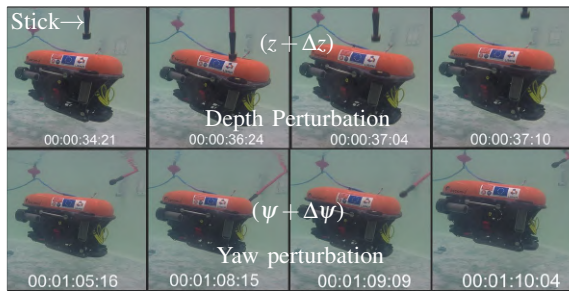 Stick→
(z + Δz)
Depth Perturbation
00:00:34:21 00:00:36:24 00:00:37:04 00:00:37:10
(ψ + Δψ)
Yaw perturbation
00:01:05:16 00:01:08:15 00:01:09:09 00:01:10:04